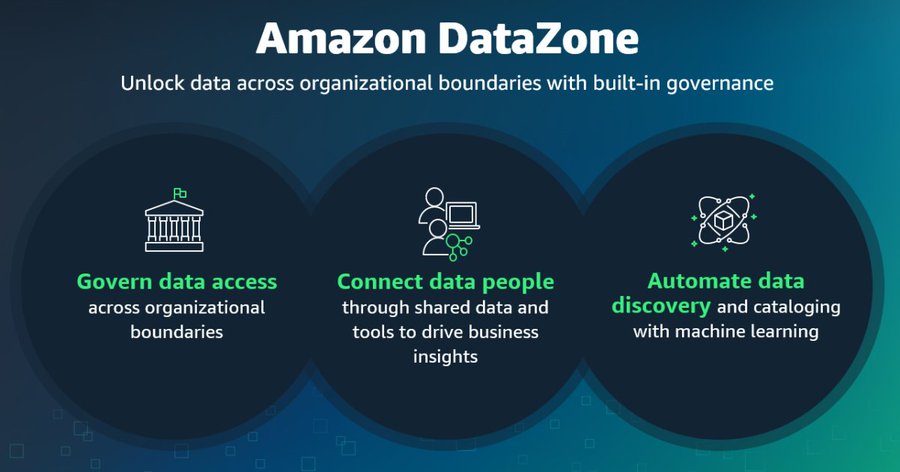 Amazon DataZone
Unlock data across organizational boundaries with built-in governance
Govern data access
across organizational
boundaries
Connect data people
through shared data and
tools to drive business
insights
Automate data
discovery and cataloging
with machine learning